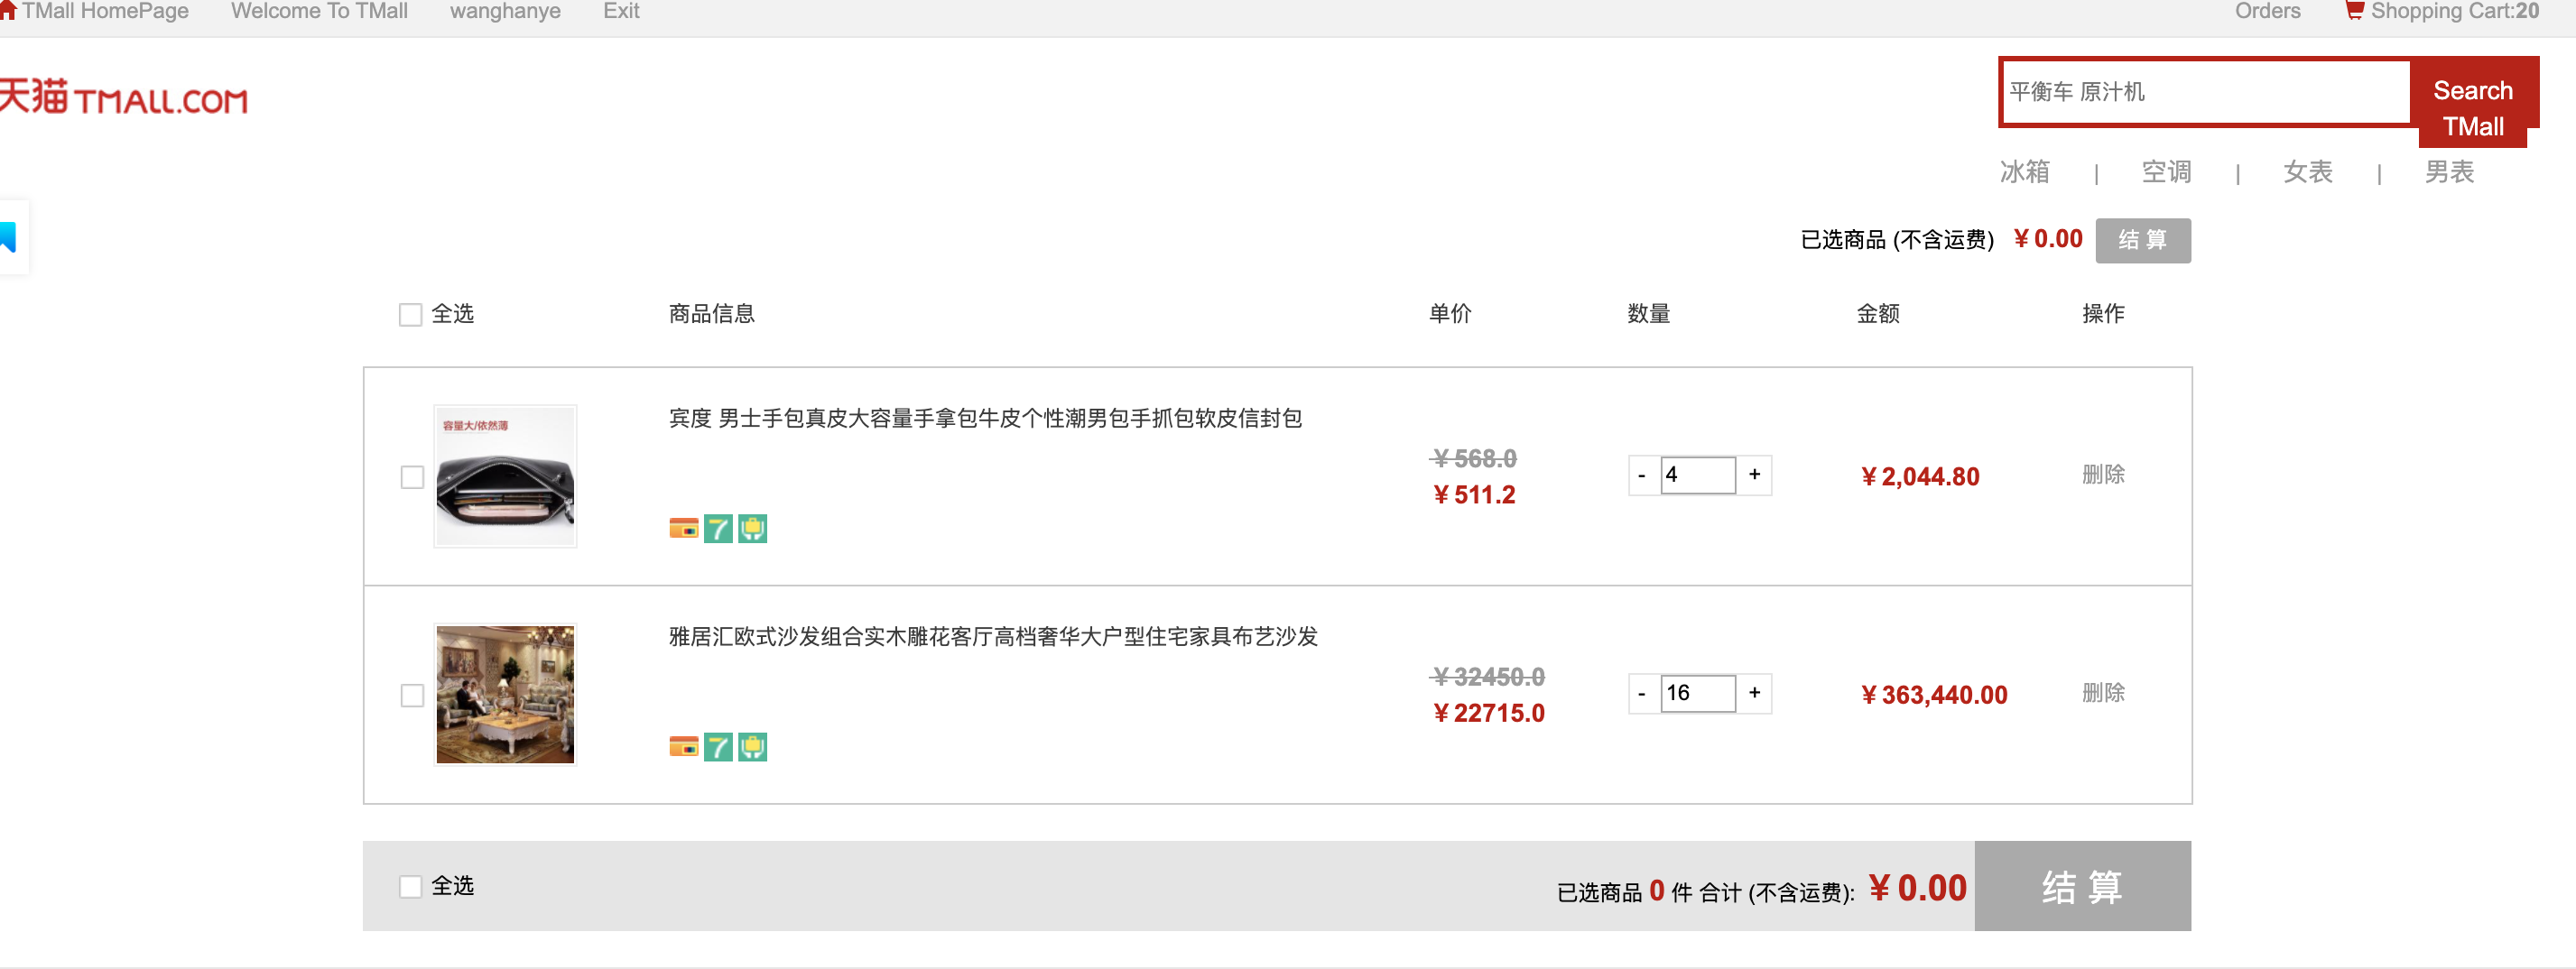 TMall HomePage Welcome To TMall wanghanye Exit Orders Shopping Cart:20
天猫 TMALL.COM
平衡车 原汁机
Search
TMall
冰箱 | 空调 | 女表 | 男表
已选商品 (不含运费) ￥0.00 结 算
全选 商品信息 单价 数量 金额 操作
容量大/依然薄
宾度 男士手包真皮大容量手拿包牛皮个性潮男包手抓包软皮信封包
￥568.0
￥511.2
- 4 + ￥2,044.80 删除
7
雅居汇欧式沙发组合实木雕花客厅高档奢华大户型住宅家具布艺沙发
￥32450.0
￥22715.0
- 16 + ￥363,440.00 删除
7
全选 已选商品 0 件 合计 (不含运费): ￥0.00 结 算